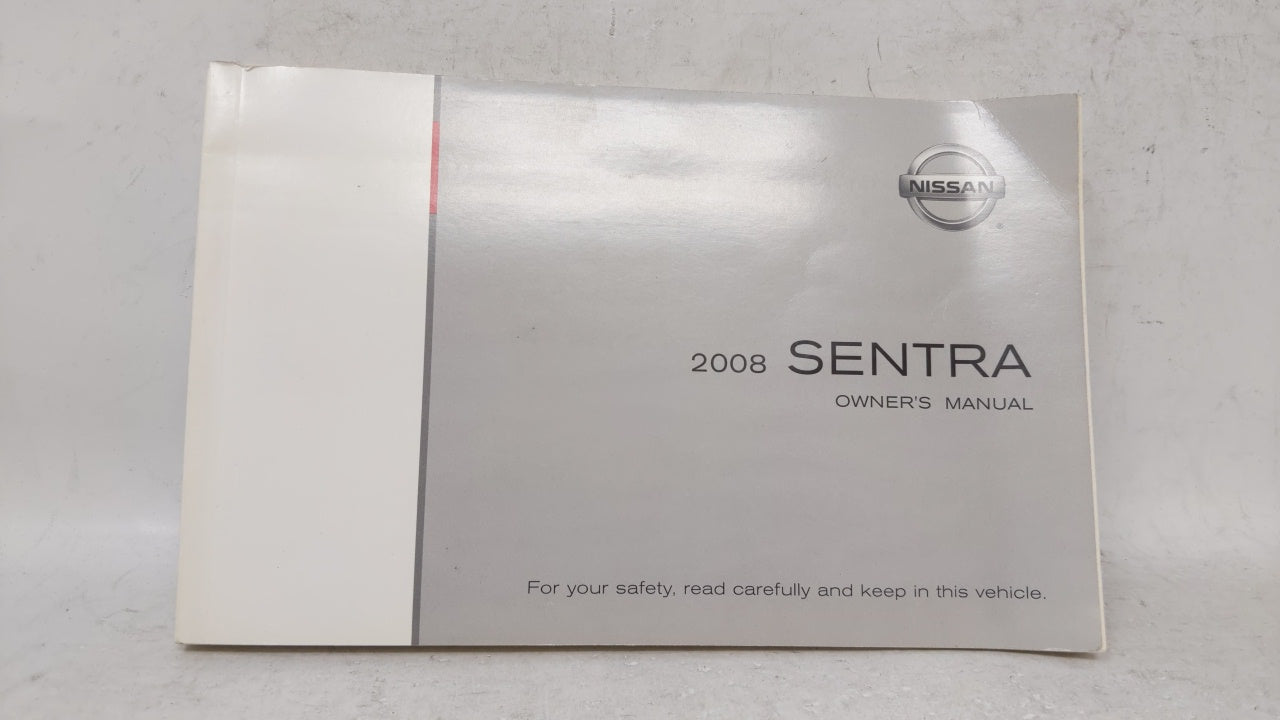 NISSAN
®
2008 SENTRA
OWNER'S MANUAL
For your safety, read carefully and keep in this vehicle.